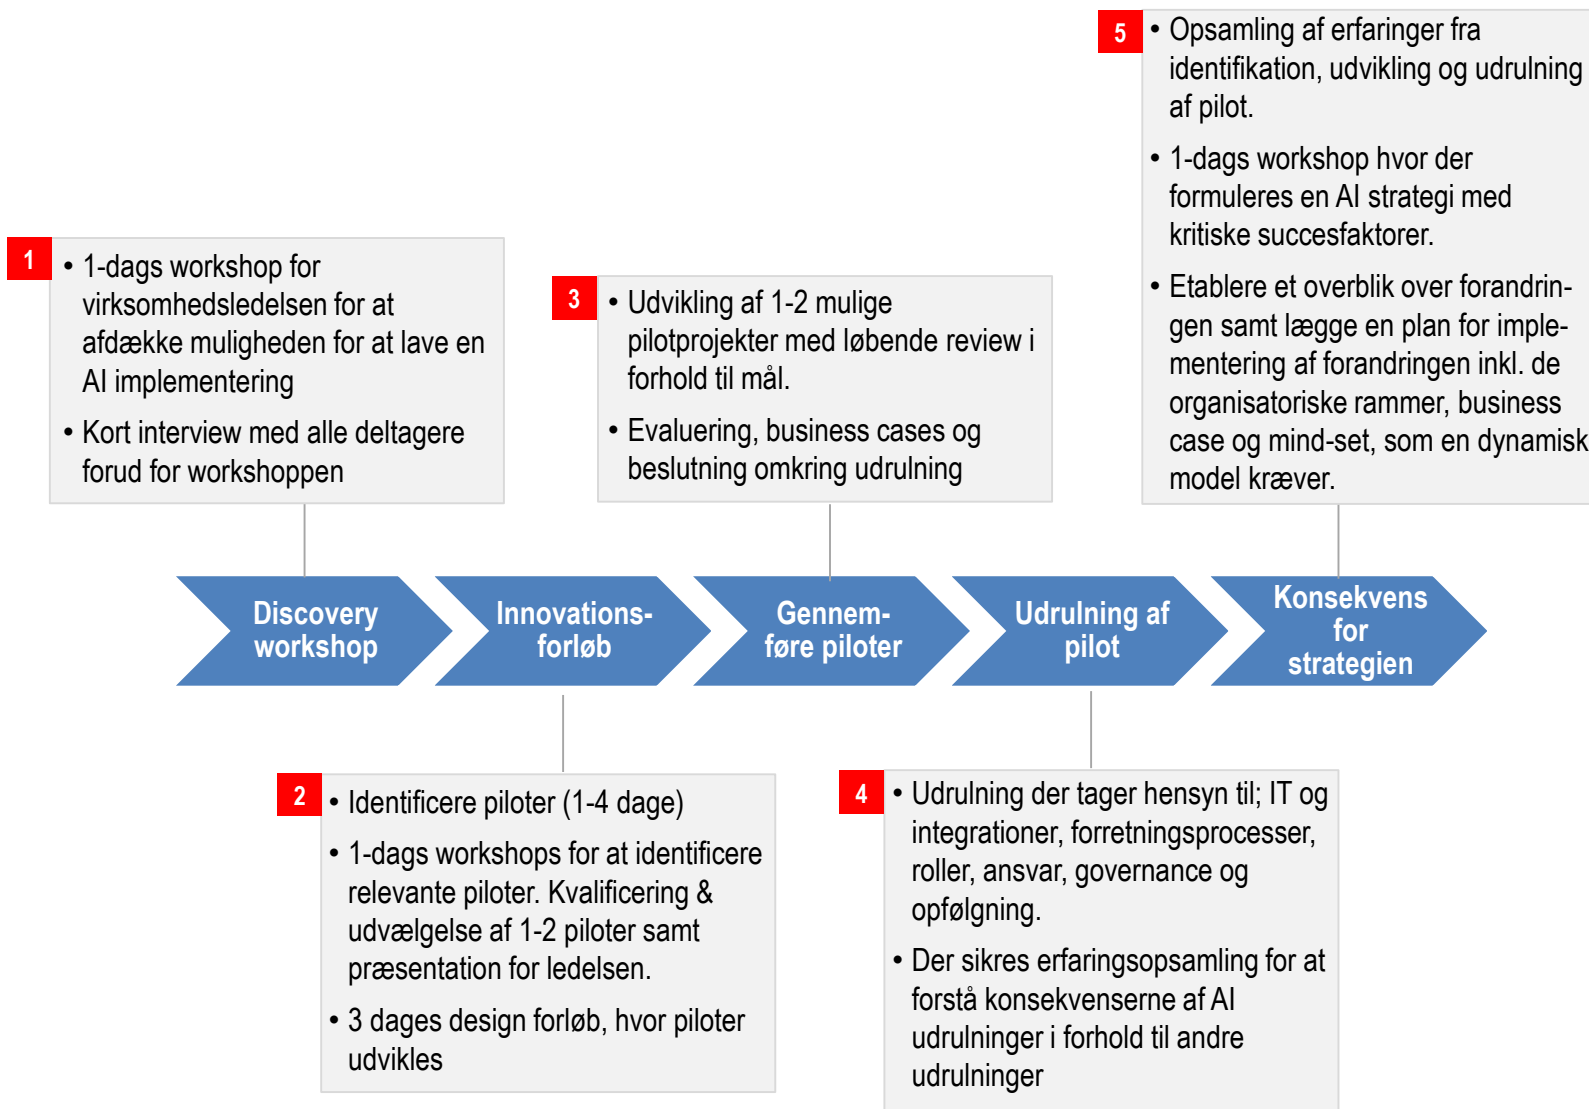 1
• 1-dags workshop for
virksomhedsledelsen for at
afdække muligheden for at lave en
AI implementering
• Kort interview med alle deltagere
forud for workshoppen
3
• Udvikling af 1-2 mulige
pilotprojekter med løbende review i
forhold til mål.
• Evaluering, business cases og
beslutning omkring udrulning
5
• Opsamling af erfaringer fra
identifikation, udvikling og udrulning
af pilot.
• 1-dags workshop hvor der
formuleres en AI strategi med
kritiske succesfaktorer.
• Etablere et overblik over forandrin-
gen samt lægge en plan for imple-
mentering af forandringen inkl. de
organisatoriske rammer, business
case og mind-set, som en dynamisk
model kræver.
Discovery
workshop
Innovations-
forløb
Gennem-
føre piloter
Udrulning af
pilot
Konsekvens
for
strategien
2
• Identificere piloter (1-4 dage)
• 1-dags workshops for at identificere
relevante piloter. Kvalificering &
udvælgelse af 1-2 piloter samt
præsentation for ledelsen.
• 3 dages design forløb, hvor piloter
udvikles
4
• Udrulning der tager hensyn til; IT og
integrationer, forretningsprocesser,
roller, ansvar, governance og
opfølgning.
• Der sikres erfaringsopsamling for at
forstå konsekvenserne af AI
udrulninger i forhold til andre
udrulninger